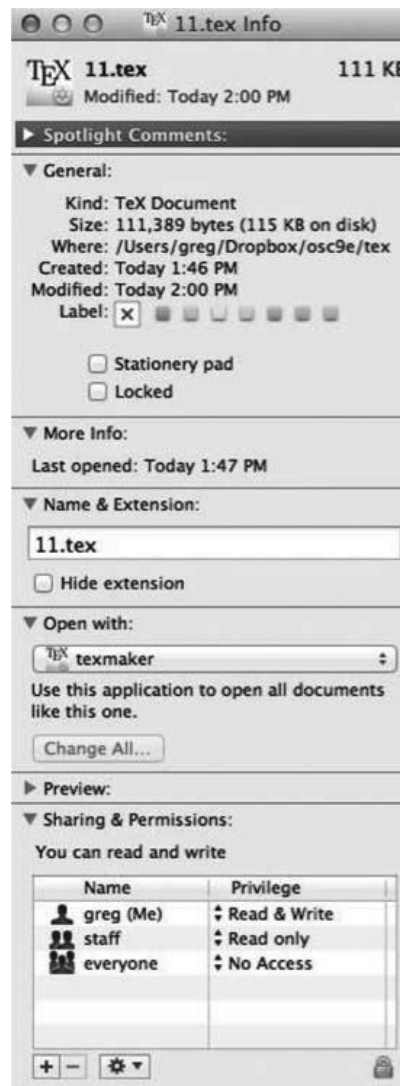 TEX 11.tex Info
TEX 11.tex 111 KB
Modified: Today 2:00 PM
Spotlight Comments:
General:
Kind: TeX Document
Size: 111,389 bytes (115 KB on disk)
Where: /Users/greg/Dropbox/osc9e/tex
Created: Today 1:46 PM
Modified: Today 2:00 PM
Label:
Stationery pad
Locked
More Info:
Last opened: Today 1:47 PM
Name & Extension:
11.tex
Hide extension
Open with:
TEX texmaker
Use this application to open all documents
like this one.
Change All...
Preview:
Sharing & Permissions:
You can read and write
Name Privilege
greg (Me) Read & Write
staff Read only
everyone No Access